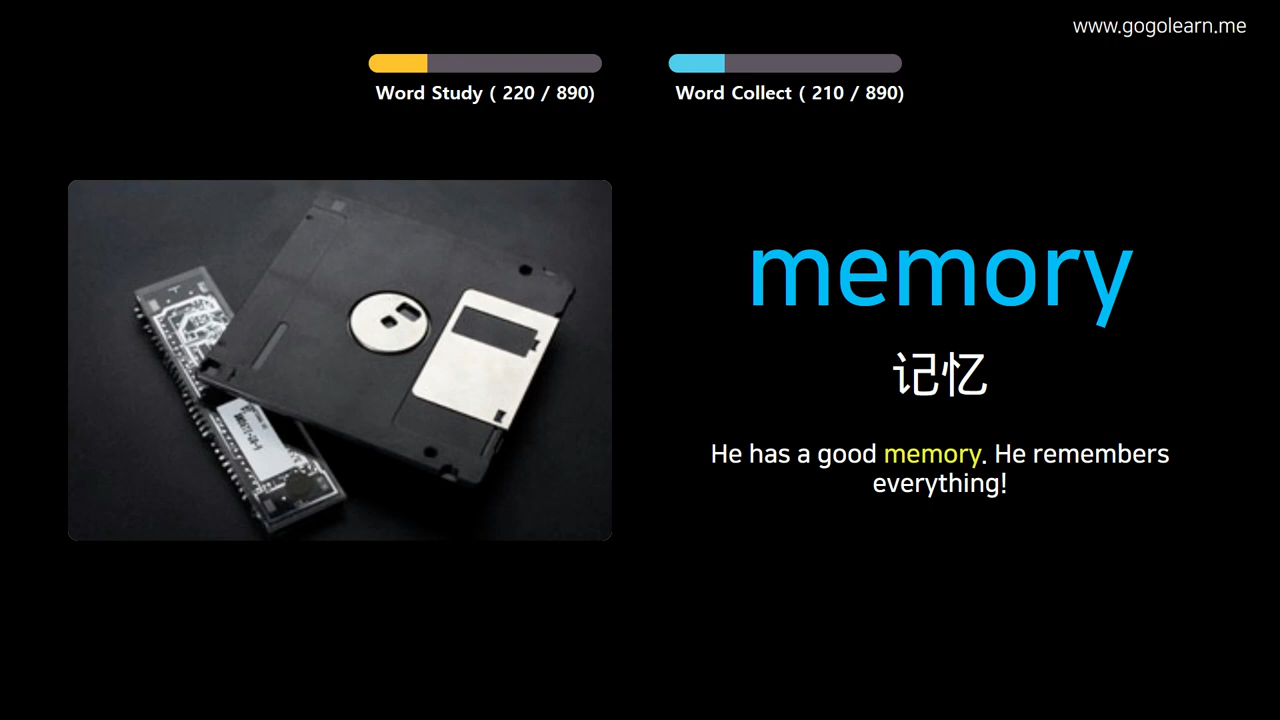 www.gogolearn.me
Word Study ( 220 / 890)
Word Collect ( 210 / 890)
memory
记忆
He has a good memory. He remembers
everything!